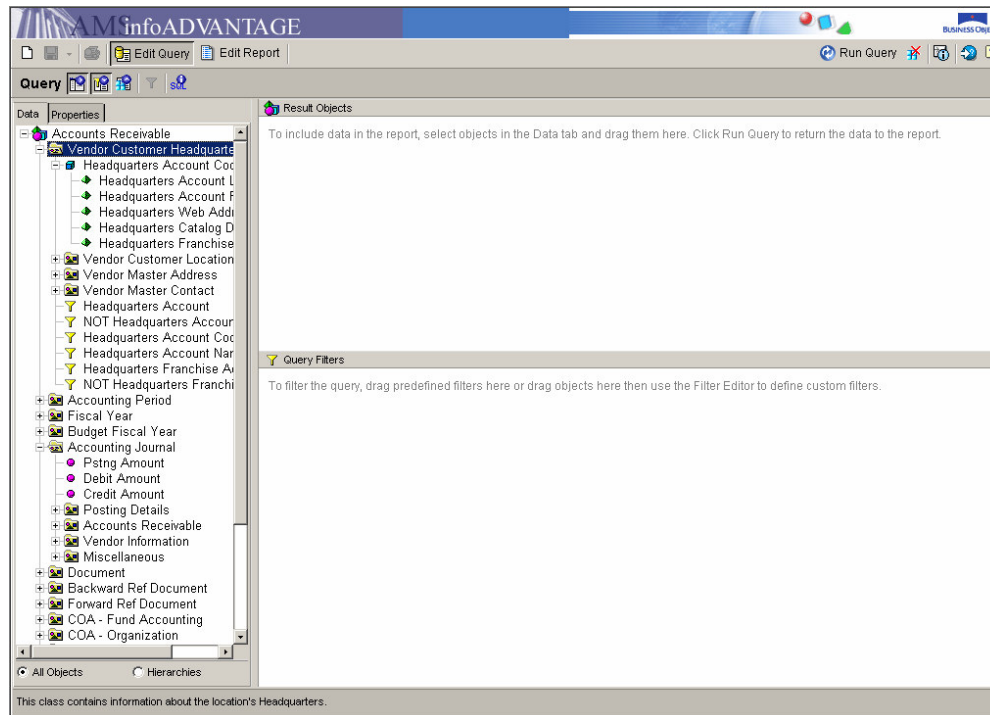 AMSinfoADVANTAGE
BUSINESS OBJE
Edit Query Edit Report Run Query
Query SQL
Data Properties
Accounts Receivable
Vendor Customer Headquarte
Headquarters Account Coc
Headquarters Account L
Headquarters Account F
Headquarters Web Addr
Headquarters Catalog D
Headquarters Franchise
Vendor Customer Location
Vendor Master Address
Vendor Master Contact
Headquarters Account
NOT Headquarters Accour
Headquarters Account Coc
Headquarters Account Nar
Headquarters Franchise A
NOT Headquarters Franchi
Accounting Period
Fiscal Year
Budget Fiscal Year
Accounting Journal
Pstng Amount
Debit Amount
Credit Amount
Posting Details
Accounts Receivable
Vendor Information
Miscellaneous
Document
Backward Ref Document
Forward Ref Document
COA - Fund Accounting
COA - Organization
All Objects Hierarchies
Result Objects
To include data in the report, select objects in the Data tab and drag them here. Click Run Query to return the data to the report.
Query Filters
To filter the query, drag predefined filters here or drag objects here then use the Filter Editor to define custom filters.
This class contains information about the location's Headquarters.